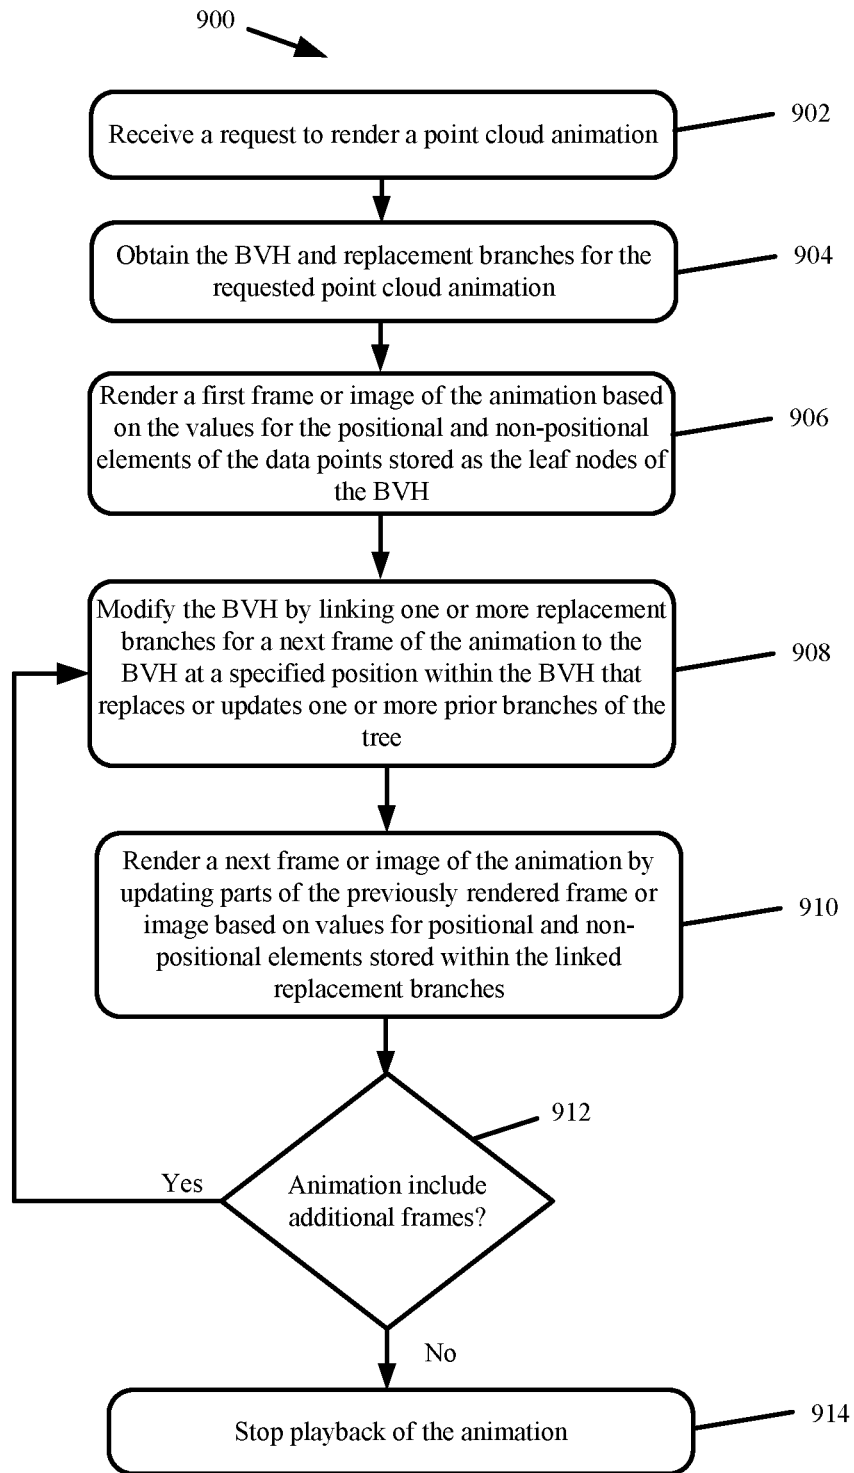 900
Receive a request to render a point cloud animation
902
Obtain the BVH and replacement branches for the
requested point cloud animation
904
Render a first frame or image of the animation based
on the values for the positional and non-positional
elements of the data points stored as the leaf nodes of
the BVH
906
Modify the BVH by linking one or more replacement
branches for a next frame of the animation to the
BVH at a specified position within the BVH that
replaces or updates one or more prior branches of the
tree
908
Render a next frame or image of the animation by
updating parts of the previously rendered frame or
image based on values for positional and non-
positional elements stored within the linked
replacement branches
910
912
Animation include
additional frames?
Yes
No
Stop playback of the animation
914